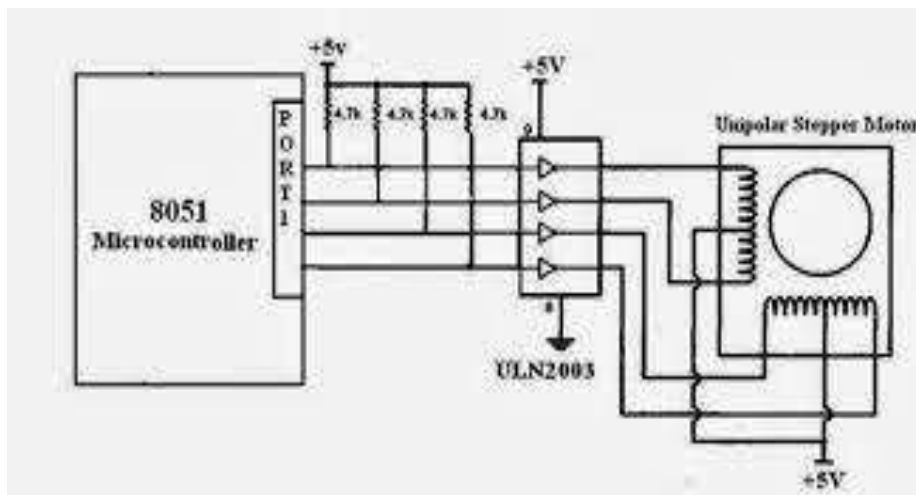 +5v
+5V
4.7k 4.7k 4.7k 4.7k
9
Unipolar Stepper Motor
PORT1
8051
Microcontroller
8
ULN2003
+5V